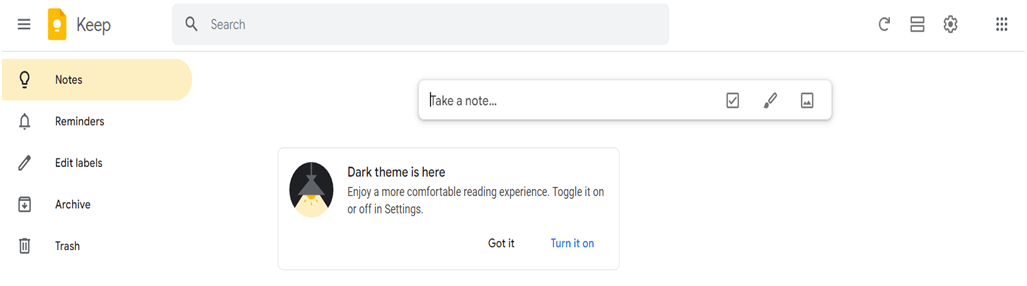 Keep
Search
Notes
Take a note...
Reminders
Edit labels
Archive
Trash
Dark theme is here
Enjoy a more comfortable reading experience. Toggle it on
or off in Settings.
Got it
Turn it on